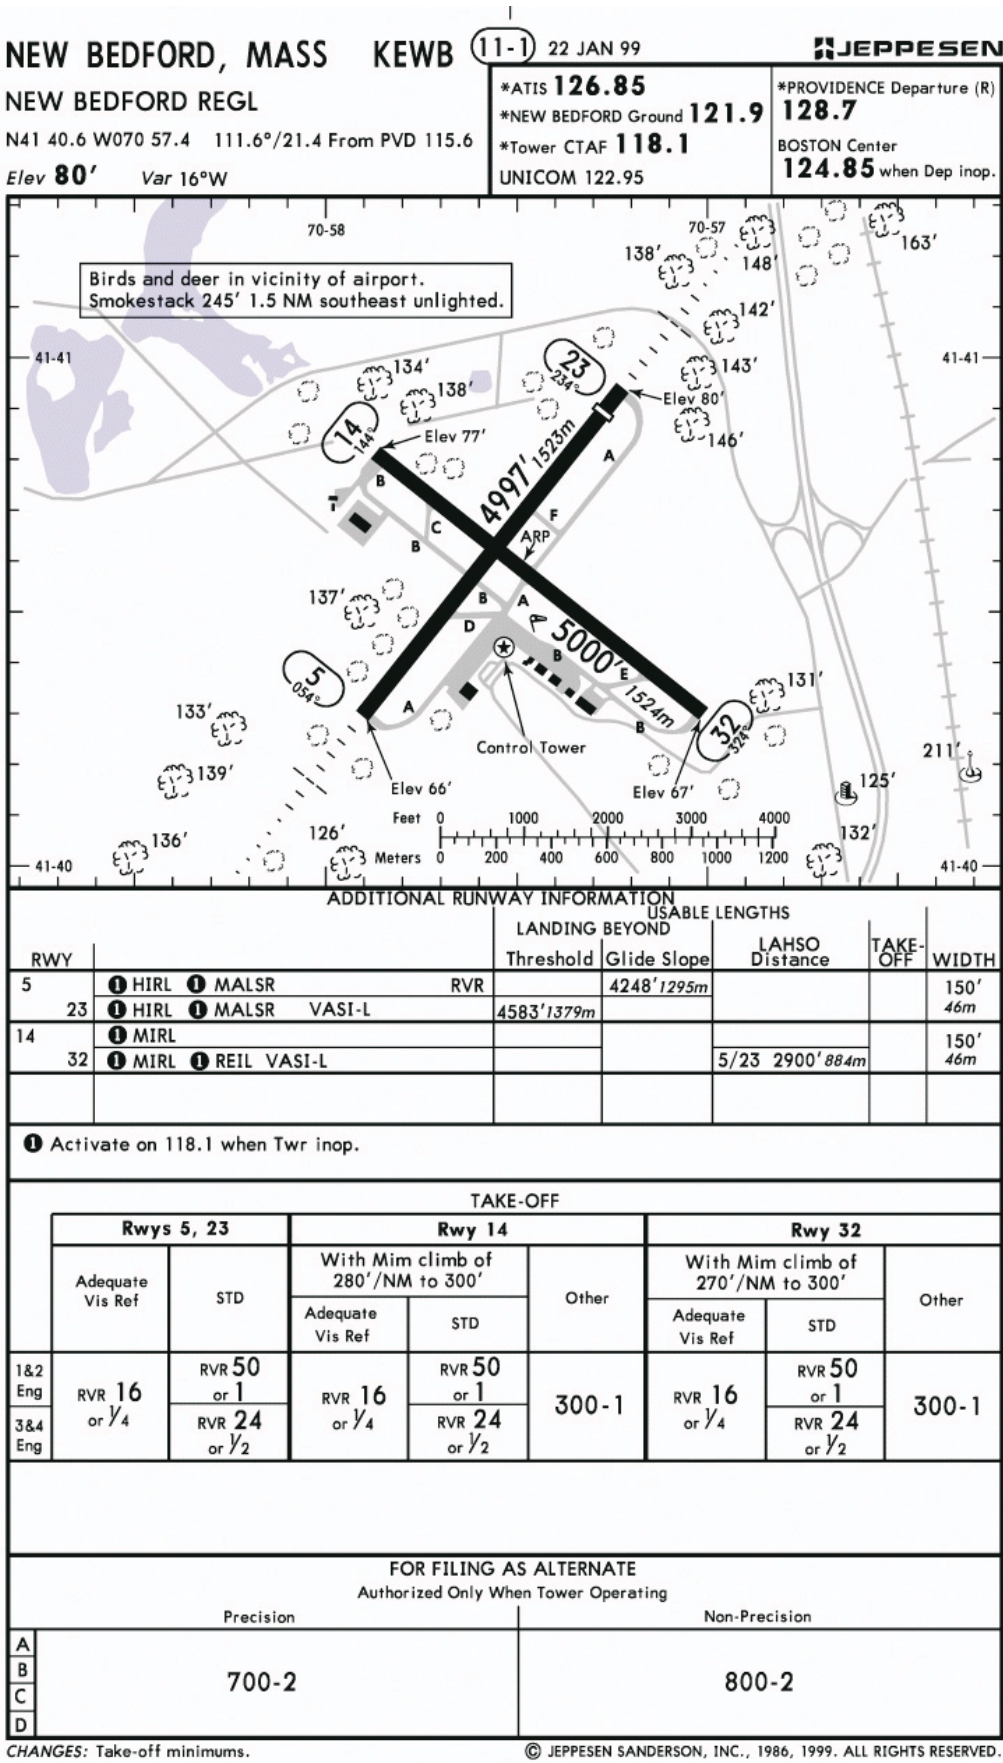 NEW BEDFORD, MASS KEWB 11-1 22 JAN 99 JEPPESEN
NEW BEDFORD REGL
N41 40.6 W070 57.4 111.6°/21.4 From PVD 115.6
Elev 80' Var 16°W
*ATIS 126.85
*NEW BEDFORD Ground 121.9
*Tower CTAF 118.1
UNICOM 122.95
*PROVIDENCE Departure (R)
128.7
BOSTON Center
124.85 when Dep inop.
70-58
70-57
138'
148'
163'
Birds and deer in vicinity of airport.
Smokestack 245' 1.5 NM southeast unlighted.
142'
41-41
41-41
134'
138'
23
234°
143'
Elev 80'
14
144°
Elev 77'
146'
4997' 1523m
A
B
C
B
F
ARP
137'
B
A
D
5000' 1524m
B
E
5
054°
131'
133'
A
B
32
324°
Control Tower
211'
139'
Elev 66'
Elev 67'
125'
Feet 0 1000 2000 3000 4000
136'
126'
132'
Meters 0 200 400 600 800 1000 1200
41-40
41-40
ADDITIONAL RUNWAY INFORMATION
USABLE LENGTHS
LANDING BEYOND
RWY Threshold Glide Slope LAHSO Distance TAKE-OFF WIDTH
5 1 HIRL 1 MALSR RVR 4248' 1295m 150'
23 1 HIRL 1 MALSR VASI-L 4583' 1379m 46m
14 1 MIRL 150'
32 1 MIRL 1 REIL VASI-L 5/23 2900' 884m 46m
1 Activate on 118.1 when Twr inop.
TAKE-OFF
Rwys 5, 23 Rwy 14 Rwy 32
Adequate
Vis Ref
STD
With Mim climb of
280'/NM to 300'
Adequate
Vis Ref
STD
Other
With Mim climb of
270'/NM to 300'
Adequate
Vis Ref
STD
Other
1&2
Eng
3&4
Eng
RVR 16
or 1/4
RVR 50
or 1
RVR 24
or 1/2
RVR 16
or 1/4
RVR 50
or 1
RVR 24
or 1/2
300-1
RVR 16
or 1/4
RVR 50
or 1
RVR 24
or 1/2
300-1
FOR FILING AS ALTERNATE
Authorized Only When Tower Operating
Precision Non-Precision
A
B
C
D
700-2 800-2
CHANGES: Take-off minimums. © JEPPESEN SANDERSON, INC., 1986, 1999. ALL RIGHTS RESERVED.